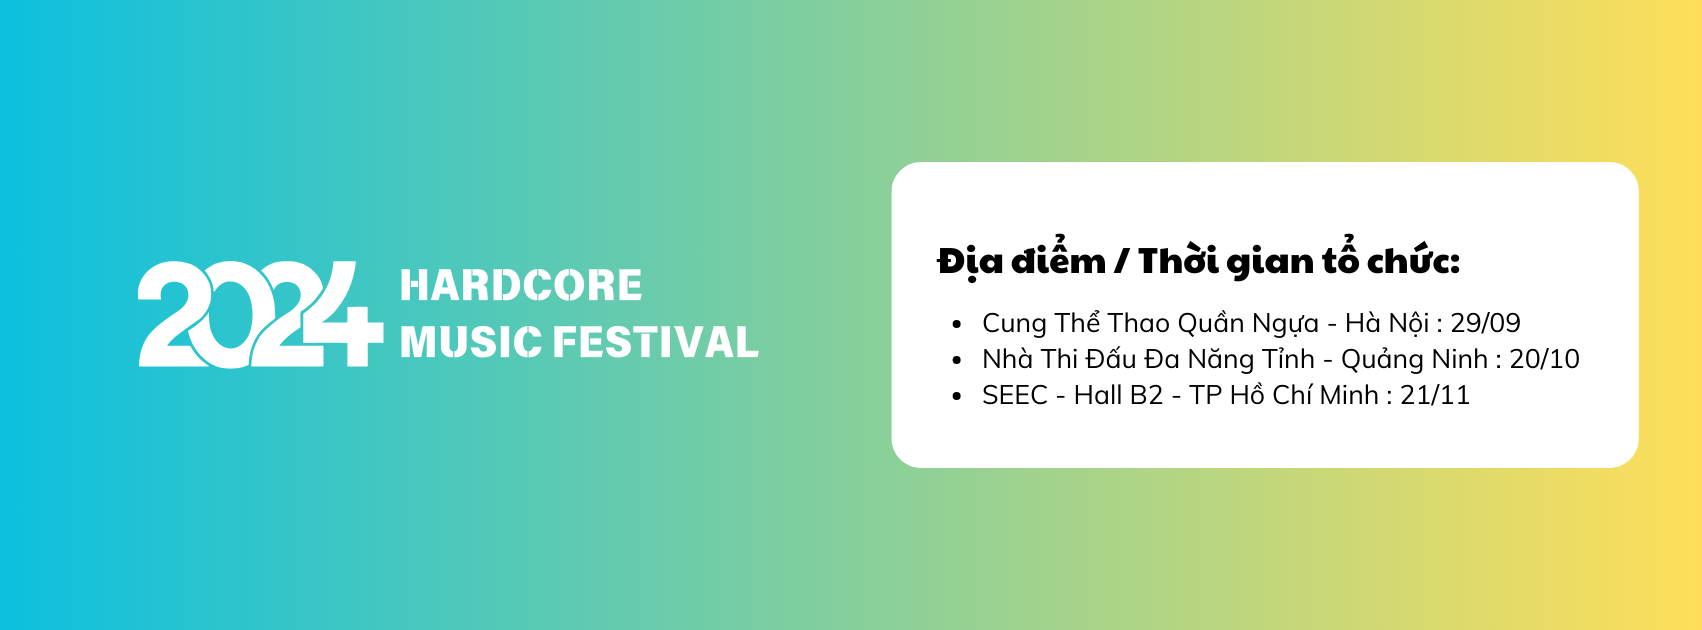 2024
HARDCORE
MUSIC FESTIVAL
Địa điểm / Thời gian tổ chức:
• Cung Thể Thao Quần Ngựa - Hà Nội : 29/09
• Nhà Thi Đấu Đa Năng Tỉnh - Quảng Ninh : 20/10
• SEEC - Hall B2 - TP Hồ Chí Minh : 21/11